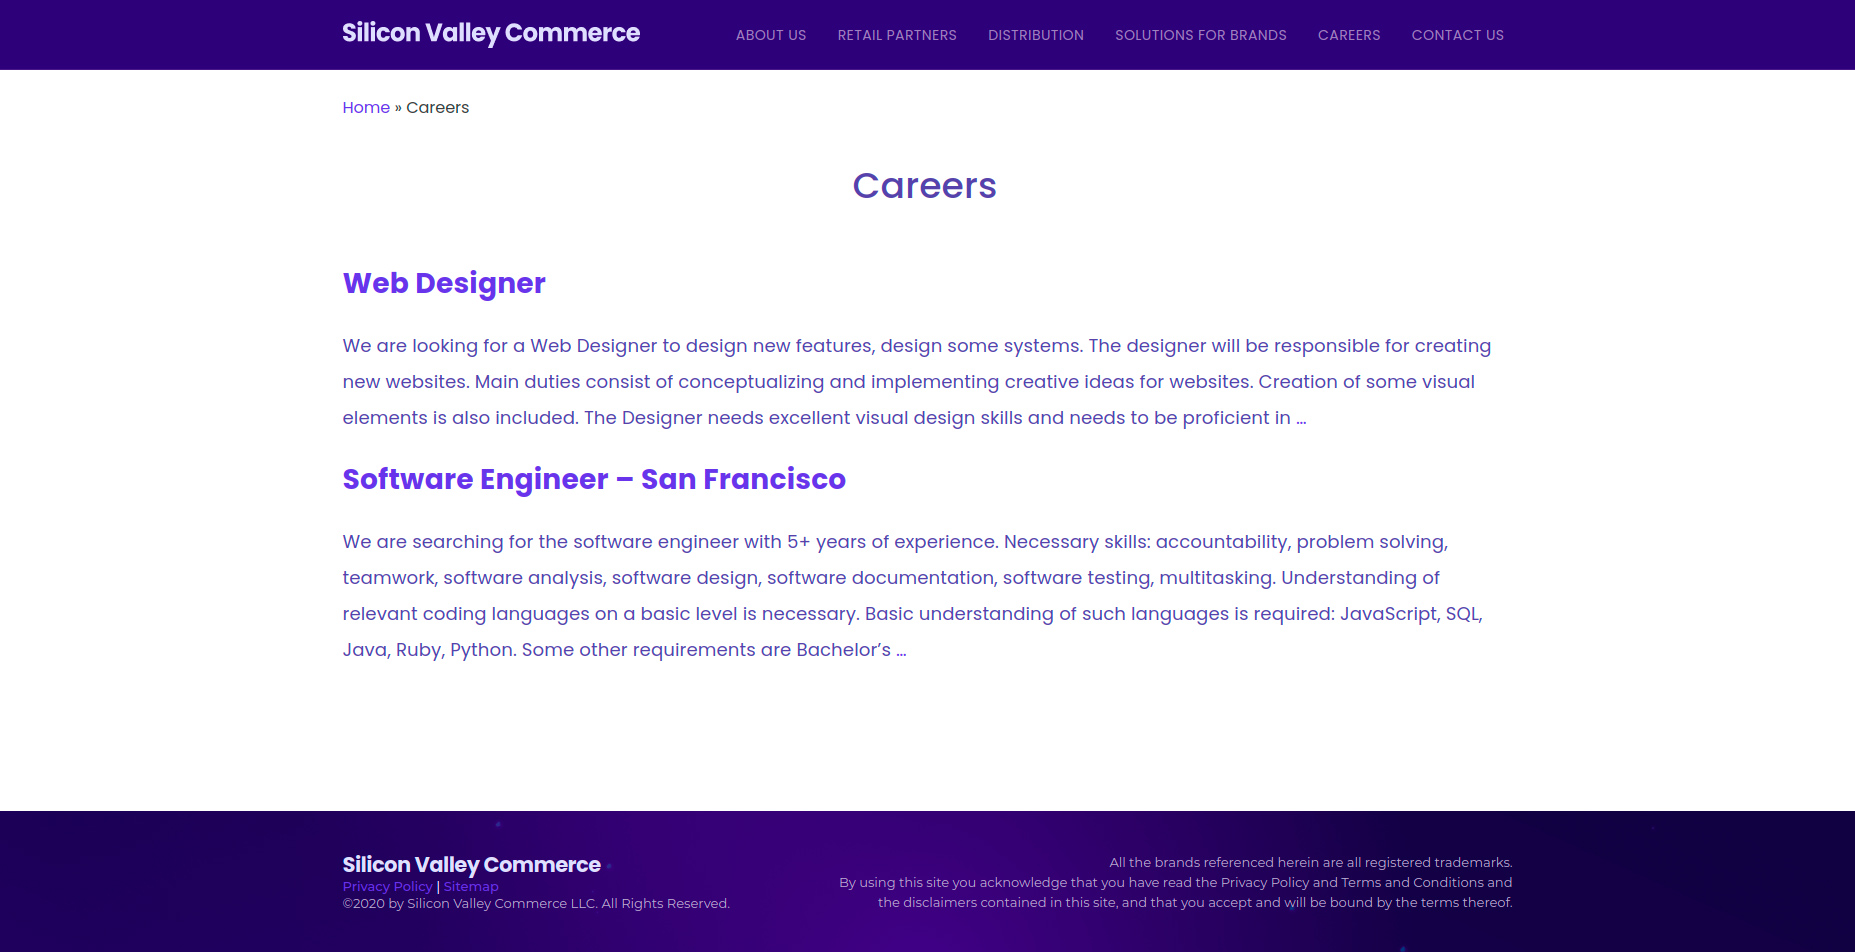 Silicon Valley Commerce
ABOUT US RETAIL PARTNERS DISTRIBUTION SOLUTIONS FOR BRANDS CAREERS CONTACT US
Home » Careers
Careers
Web Designer
We are looking for a Web Designer to design new features, design some systems. The designer will be responsible for creating
new websites. Main duties consist of conceptualizing and implementing creative ideas for websites. Creation of some visual
elements is also included. The Designer needs excellent visual design skills and needs to be proficient in ...
Software Engineer – San Francisco
We are searching for the software engineer with 5+ years of experience. Necessary skills: accountability, problem solving,
teamwork, software analysis, software design, software documentation, software testing, multitasking. Understanding of
relevant coding languages on a basic level is necessary. Basic understanding of such languages is required: JavaScript, SQL,
Java, Ruby, Python. Some other requirements are Bachelor’s ...
Silicon Valley Commerce
Privacy Policy | Sitemap
©2020 by Silicon Valley Commerce LLC. All Rights Reserved.
All the brands referenced herein are all registered trademarks.
By using this site you acknowledge that you have read the Privacy Policy and Terms and Conditions and
the disclaimers contained in this site, and that you accept and will be bound by the terms thereof.